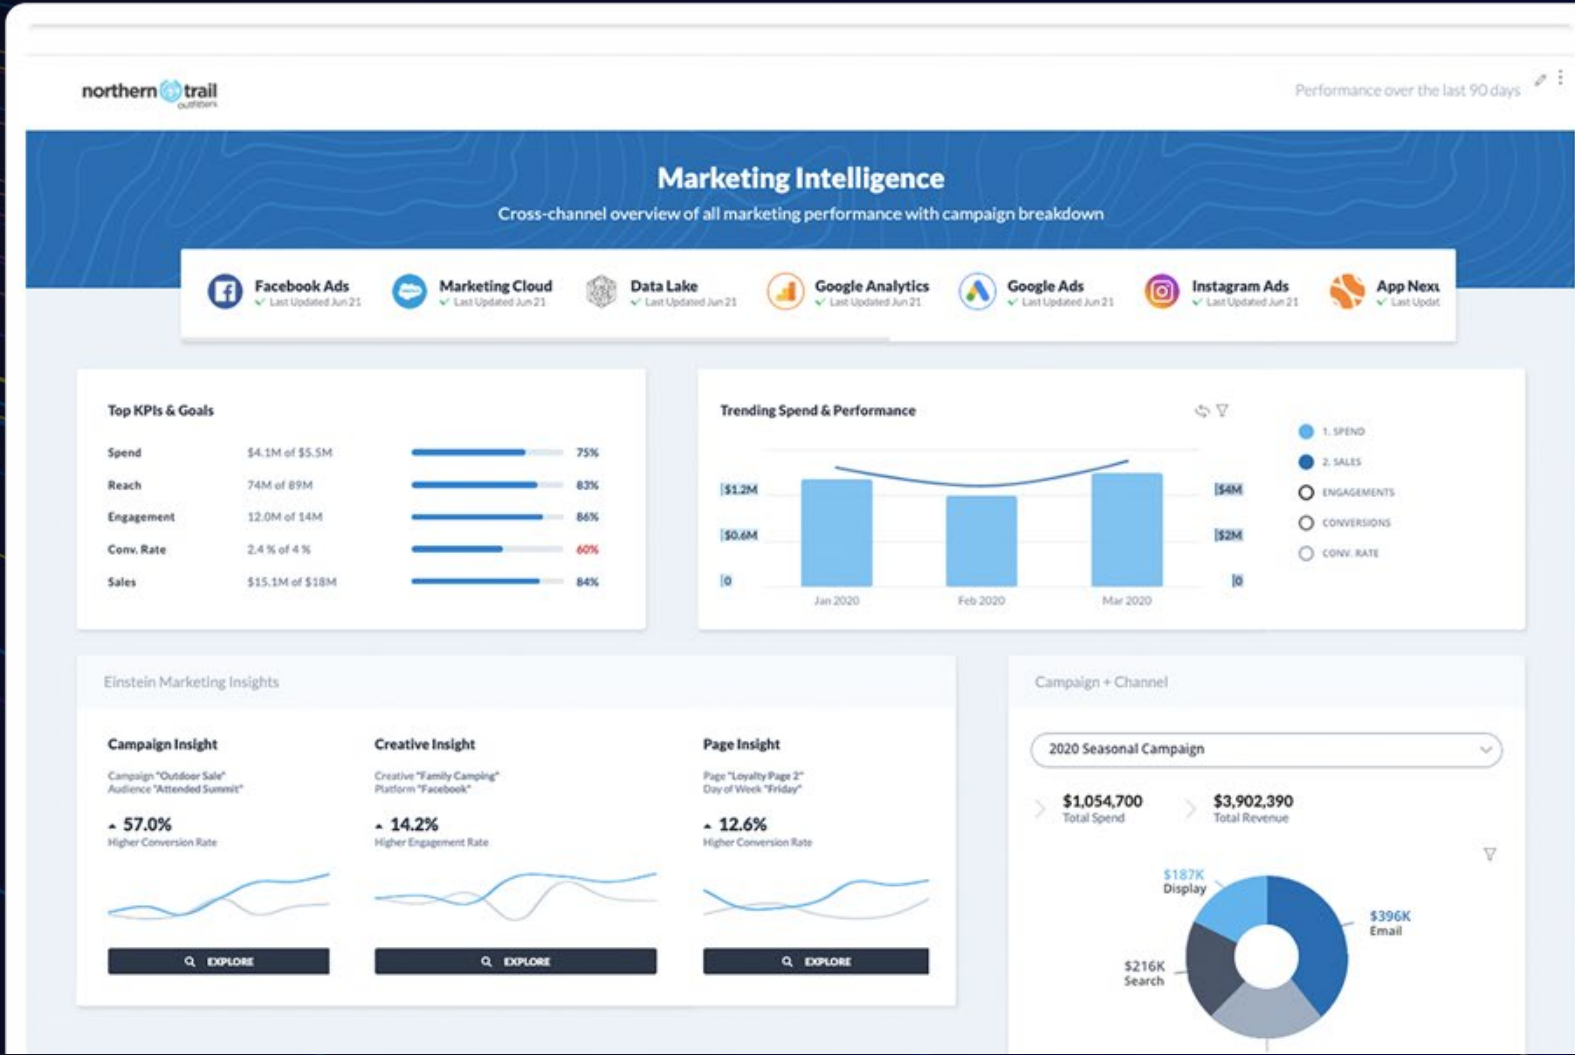 northern trail
outfitters
Performance over the last 90 days
Marketing Intelligence
Cross-channel overview of all marketing performance with campaign breakdown
Facebook Ads
Last Updated Jun 21
Marketing Cloud
Last Updated Jun 21
Data Lake
Last Updated Jun 21
Google Analytics
Last Updated Jun 21
Google Ads
Last Updated Jun 21
Instagram Ads
Last Updated Jun 21
App Nexu
Last Updat
Top KPIs & Goals
Spend $4.1M of $5.5M 75%
Reach 74M of 89M 83%
Engagement 12.0M of 14M 86%
Conv. Rate 2.4 % of 4 % 60%
Sales $15.1M of $18M 84%
Trending Spend & Performance
$1.2M
$0.6M
0
$4M
$2M
0
Jan 2020 Feb 2020 Mar 2020
1. SPEND
2. SALES
ENGAGEMENTS
CONVERSIONS
CONV. RATE
Einstein Marketing Insights
Campaign Insight
Campaign "Outdoor Sale"
Audience "Attended Summit"
57.0%
Higher Conversion Rate
EXPLORE
Creative Insight
Creative "Family Camping"
Platform "Facebook"
14.2%
Higher Engagement Rate
EXPLORE
Page Insight
Page "Loyalty Page 2"
Day of Week "Friday"
12.6%
Higher Conversion Rate
EXPLORE
Campaign + Channel
2020 Seasonal Campaign
$1,054,700
Total Spend
$3,902,390
Total Revenue
$187K
Display
$396K
Email
$216K
Search